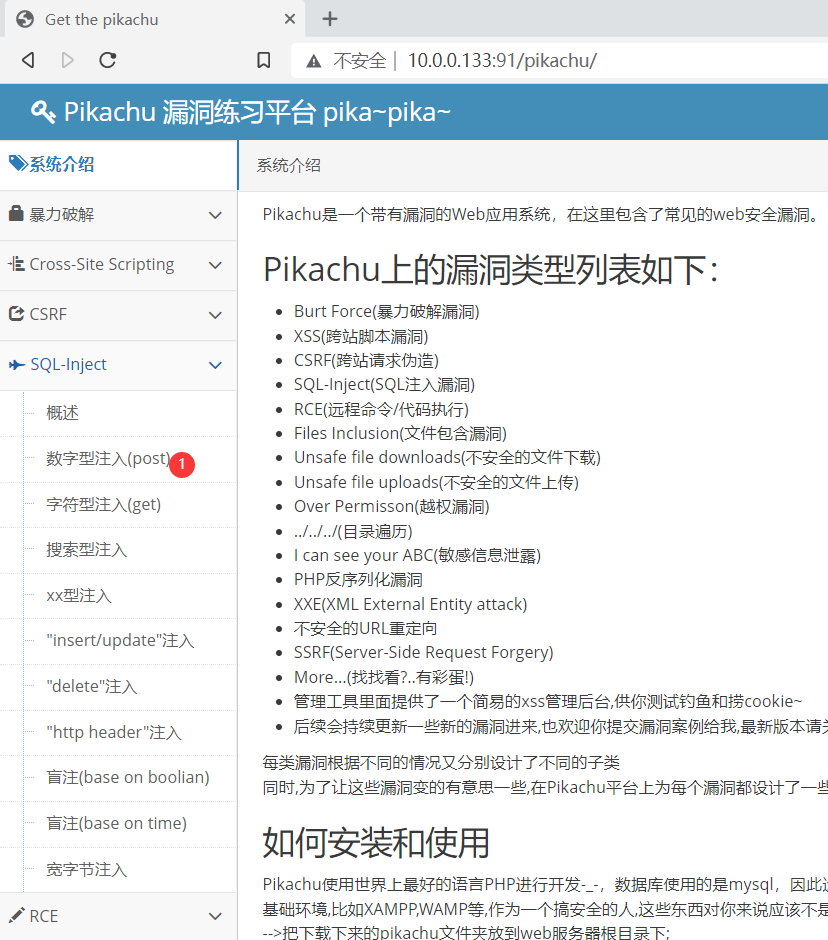 Get the pikachu
不安全 10.0.0.133:91/pikachu/
Pikachu 漏洞练习平台 pika~pika~
系统介绍
暴力破解
Cross-Site Scripting
CSRF
SQL-Inject
概述
数字型注入(post)
1
字符型注入(get)
搜索型注入
xx型注入
"insert/update"注入
"delete"注入
"http header"注入
盲注(base on boolian)
盲注(base on time)
宽字节注入
RCE
系统介绍
Pikachu是一个带有漏洞的Web应用系统，在这里包含了常见的web安全漏洞。
Pikachu上的漏洞类型列表如下：
Burt Force(暴力破解漏洞)
XSS(跨站脚本漏洞)
CSRF(跨站请求伪造)
SQL-Inject(SQL注入漏洞)
RCE(远程命令/代码执行)
Files Inclusion(文件包含漏洞)
Unsafe file downloads(不安全的文件下载)
Unsafe file uploads(不安全的文件上传)
Over Permisson(越权漏洞)
../../../(目录遍历)
I can see your ABC(敏感信息泄露)
PHP反序列化漏洞
XXE(XML External Entity attack)
不安全的URL重定向
SSRF(Server-Side Request Forgery)
More...(找找看?..有彩蛋!)
管理工具里面提供了一个简易的xss管理后台,供你测试钓鱼和捞cookie~
后续会持续更新一些新的漏洞进来,也欢迎你提交漏洞案例给我,最新版本请关
每类漏洞根据不同的情况又分别设计了不同的子类
同时,为了让这些漏洞变的有意思一些,在Pikachu平台上为每个漏洞都设计了一些
如何安装和使用
Pikachu使用世界上最好的语言PHP进行开发-_-，数据库使用的是mysql，因此运
基础环境,比如XAMPP,WAMP等,作为一个搞安全的人,这些东西对你来说应该不是
-->把下载下来的pikachu文件夹放到web服务器根目录下;